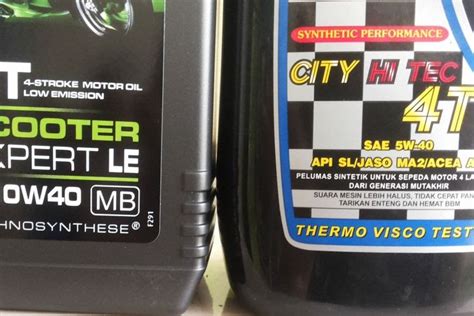 T 4-STROKE MOTOR OIL
LOW EMISSION
COOTER
XPERT LE
0W40 MB
HNOSYNTHESE®
F291
SYNTHETIC PERFORMANCE
CITY HI TEC
4T
SAE 5W-40
API SL/JASO MA2/ACEA A
PELUMAS SINTETIK UNTUK SEPEDA MOTOR 4 LA
DARI GENERASI MUTAKHIR
SUARA MESIN LEBIH HALUS, TIDAK CEPAT PAN
TARIKAN ENTENG DAN HEMAT BBM
THERMO VISCO TEST